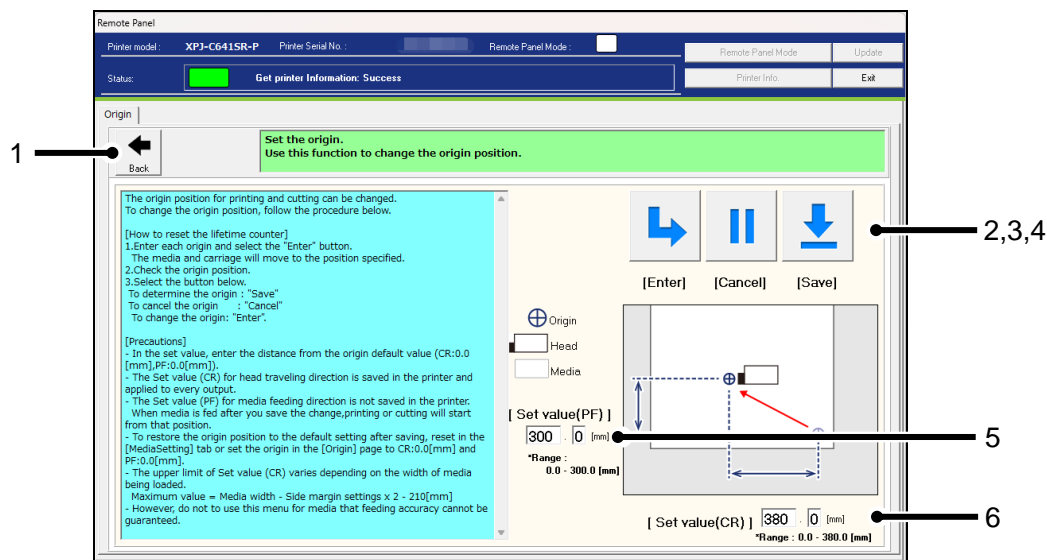 Remote Panel
Printer model : XPJ-C641SR-P Printer Serial No. : Remote Panel Mode :
Remote Panel Mode Update
Status: Get printer Information: Success
Printer Info. Exit
Origin
1
Back
Set the origin.
Use this function to change the origin position.
The origin position for printing and cutting can be changed.
To change the origin position, follow the procedure below.
[How to reset the lifetime counter]
1.Enter each origin and select the "Enter" button.
The media and carriage will move to the position specified.
2.Check the origin position.
3.Select the button below.
To determine the origin : "Save"
To cancel the origin : "Cancel"
To change the origin: "Enter".
[Precautions]
- In the set value, enter the distance from the origin default value (CR:0.0
[mm],PF:0.0[mm]).
- The Set value (CR) for head traveling direction is saved in the printer and
applied to every output.
- The Set value (PF) for media feeding direction is not saved in the printer.
When media is fed after you save the change,printing or cutting will start
from that position.
- To restore the origin position to the default setting after saving, reset in the
[MediaSetting] tab or set the origin in the [Origin] page to CR:0.0[mm] and
PF:0.0[mm].
- The upper limit of Set value (CR) varies depending on the width of media
being loaded.
Maximum value = Media width - Side margin settings x 2 - 210[mm]
- However, do not to use this menu for media that feeding accuracy cannot be
guaranteed.
2,3,4
[Enter] [Cancel] [Save]
Origin
Head
Media
[ Set value(PF) ]
300 . 0 [mm]
*Range :
0.0 - 300.0 [mm]
5
[ Set value(CR) ] 380 . 0 [mm]
*Range : 0.0 - 380.0 [mm]
6